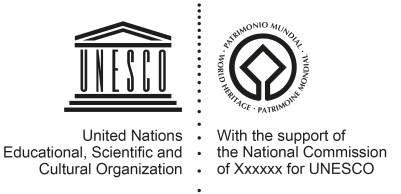 UNESCO
United Nations
Educational, Scientific and
Cultural Organization
WORLD HERITAGE · PATRIMONIO MUNDIAL · PATRIMOINE MONDIAL ·
With the support of
the National Commission
of Xxxxxx for UNESCO